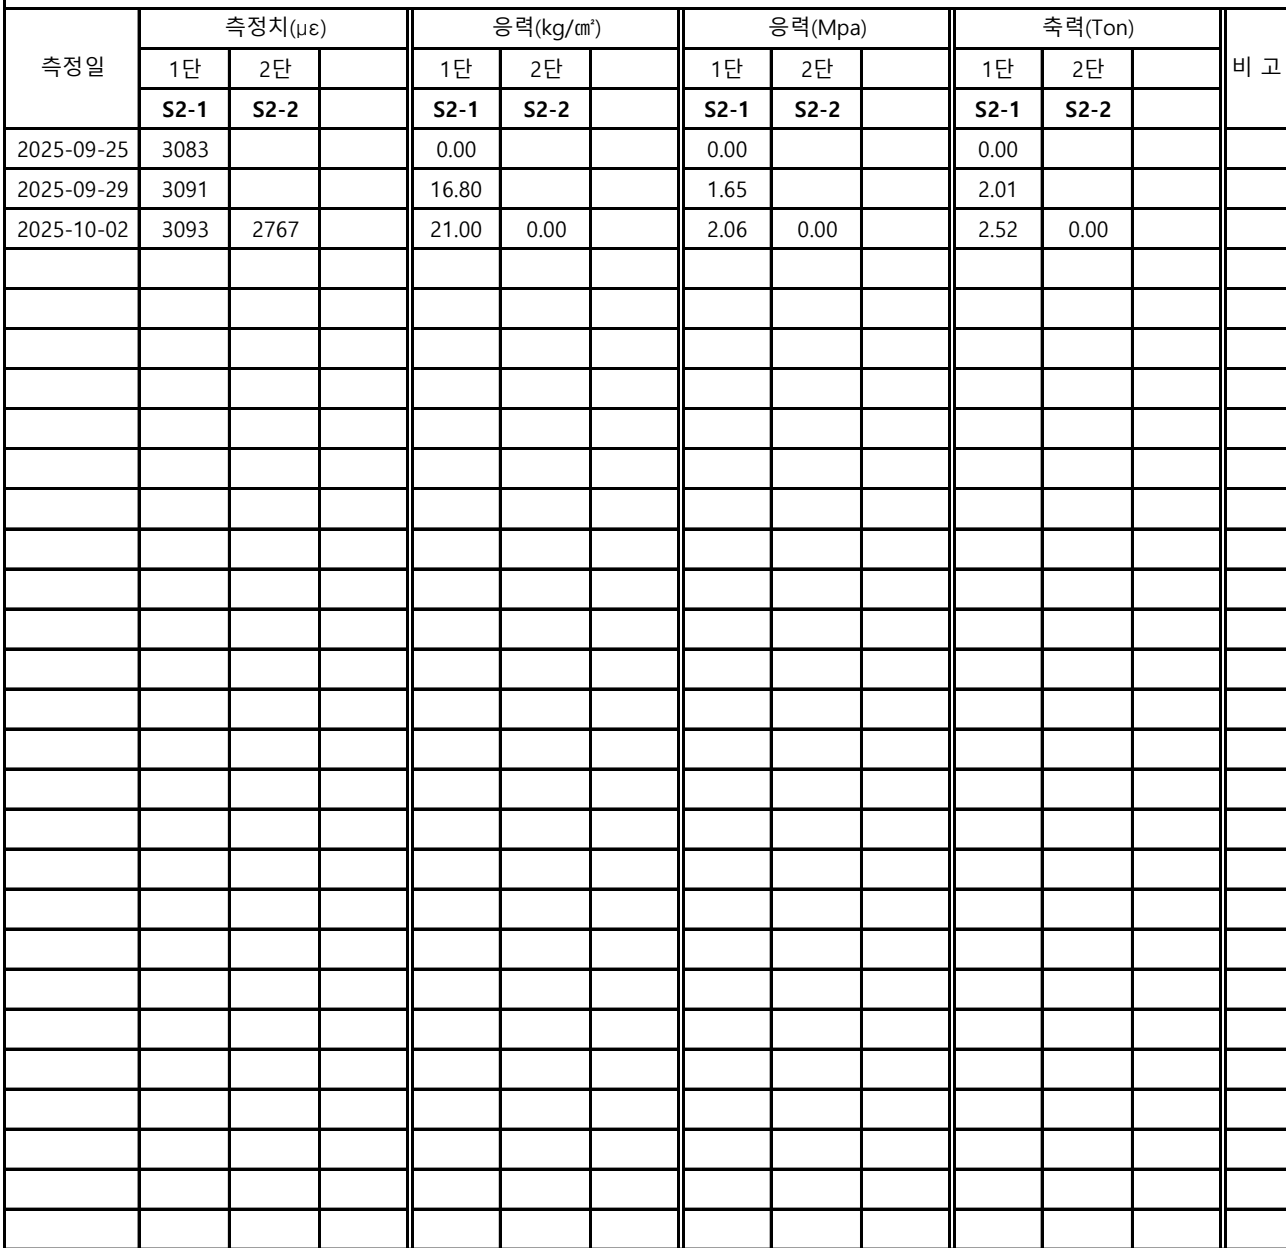 측정치(με) 응력(kg/㎠) 응력(Mpa) 축력(Ton)
측정일 1단 2단 1단 2단 1단 2단 1단 2단 비 고
S2-1 S2-2 S2-1 S2-2 S2-1 S2-2 S2-1 S2-2
2025-09-25 3083 0.00 0.00 0.00
2025-09-29 3091 16.80 1.65 2.01
2025-10-02 3093 2767 21.00 0.00 2.06 0.00 2.52 0.00